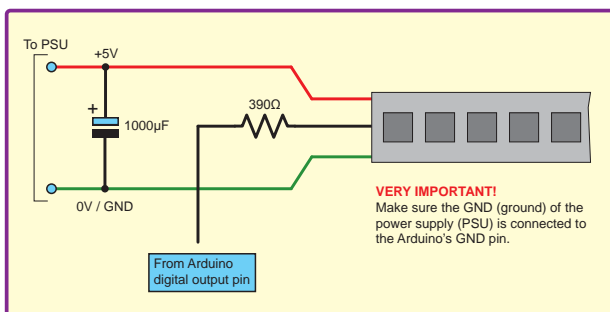 To PSU
+5V
+
1000µF
0V / GND
390Ω
From Arduino
digital output pin
VERY IMPORTANT!
Make sure the GND (ground) of the
power supply (PSU) is connected to
the Arduino's GND pin.